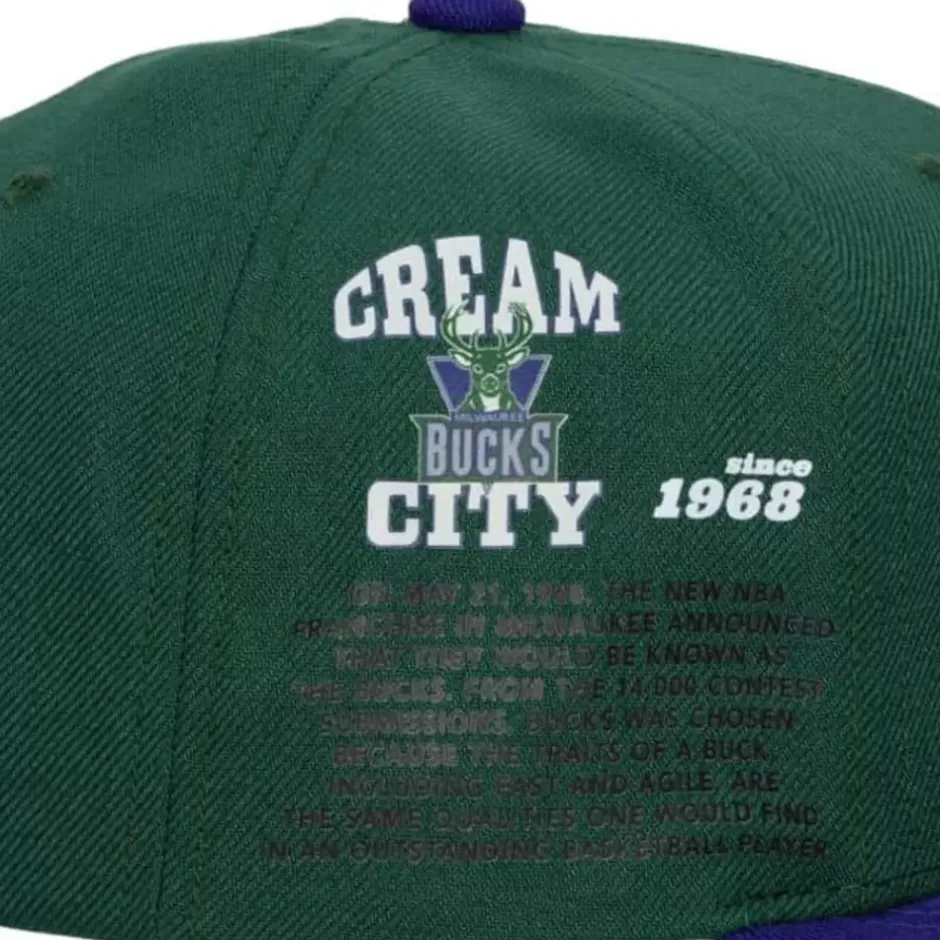 CREAM
MILWAUKEE
BUCKS
CITY
since
1968
ON MAY 21, 1968, THE NEW NBA
FRANCHISE IN MILWAUKEE ANNOUNCED
THAT THEY WOULD BE KNOWN AS
THE BUCKS. FROM THE 14,000 CONTEST
SUBMISSIONS, BUCKS WAS CHOSEN
BECAUSE THE TRAITS OF A BUCK,
INCLUDING FAST AND AGILE, ARE
THE SAME QUALITIES ONE WOULD FIND
IN AN OUTSTANDING BASKETBALL PLAYER.